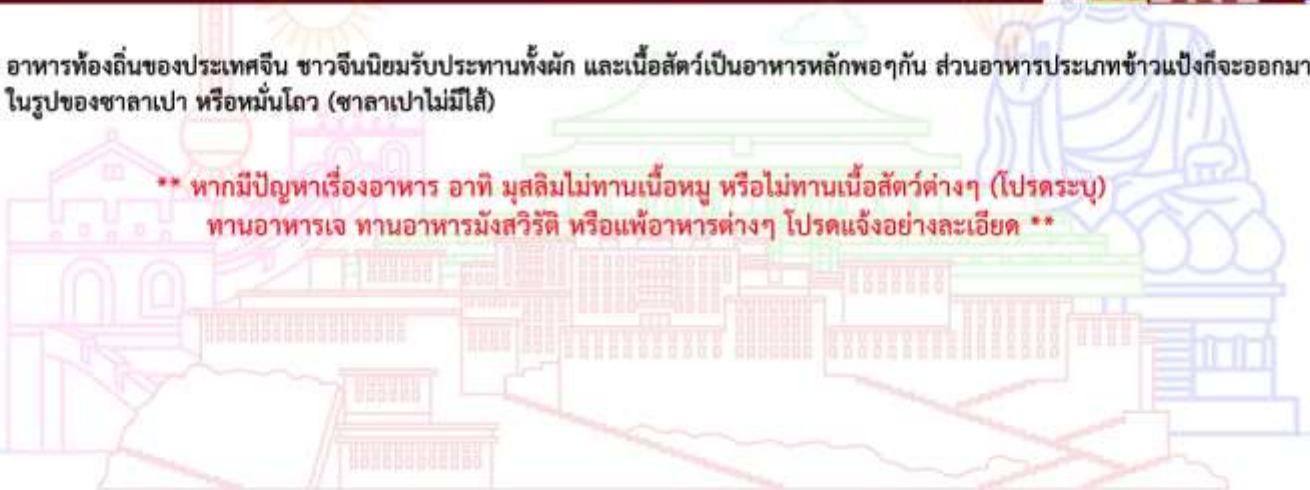 อาหารท้องถิ่นของประเทศจีน ชาวจีนนิยมรับประทานทั้งผัก และเนื้อสัตว์เป็นอาหารหลักพอๆกัน ส่วนอาหารประเภทข้าวแป้งก็จะออกมา
ในรูปของซาลาเปา หรือหมั่นโถว (ซาลาเปาไม่มีไส้)
** หากมีปัญหาเรื่องอาหาร อาทิ มุสลิมไม่ทานเนื้อหมู หรือไม่ทานเนื้อสัตว์ต่างๆ (โปรดระบุ)
ทานอาหารเจ ทานอาหารมังสวิรัติ หรือแพ้อาหารต่างๆ โปรดแจ้งอย่างละเอียด **